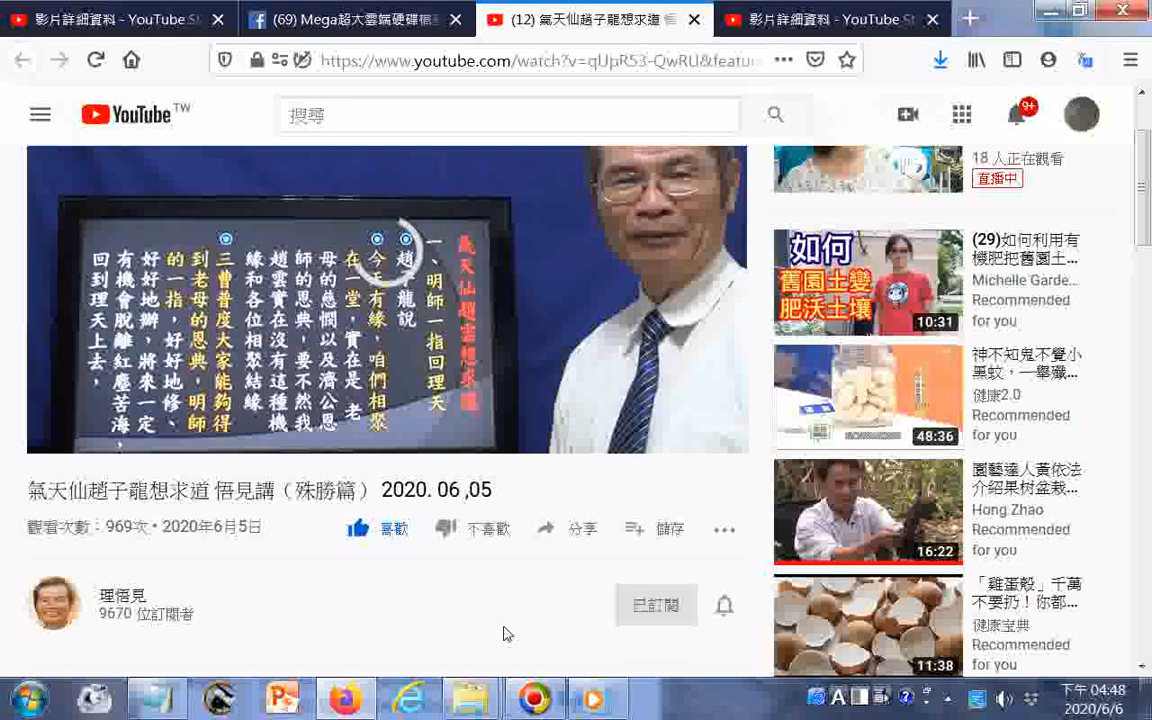 影片詳細資料 - YouTube St
(69) Mega超大雲端硬碟檔
(12) 氣天仙趙子龍想求道 悟
影片詳細資料 - YouTube St
https://www.youtube.com/watch?v=qUpR53-QwRU&featu
YouTube TW
搜尋
9+
氣天仙趙雲想求道
一、明師一指回理天
趙子龍說
今天有緣，咱們相聚
在一堂，實在是 老
母的慈憫以及濟公恩
師的恩典，要不然我
趙雲實在沒有這種機
緣和各位相聚結緣
三曹普度大家能夠得
到老母的恩典，明師
的一指，好好地修、
好好地辦，將來一定
有機會脫離紅塵苦海，
回到理天上去，
氣天仙趙子龍想求道 悟見講（殊勝篇） 2020. 06 ,05
觀看次數：969次 • 2020年6月5日
喜歡
不喜歡
分享
儲存
理悟見
9670 位訂閱者
已訂閱
18 人正在觀看
直播中
如何
舊園土變
肥沃土壤
10:31
(29)如何利用有
機肥把舊園土...
Michelle Garde...
Recommended
for you
48:36
神不知鬼不覺小
黑蚊，一舉殲...
健康2.0
Recommended
for you
16:22
園藝達人黃依法
介紹果树盆栽...
Hong Zhao
Recommended
for you
11:38
「雞蛋殼」千萬
不要扔！你都...
健康宝典
Recommended
for you
下午 04:48
2020/6/6